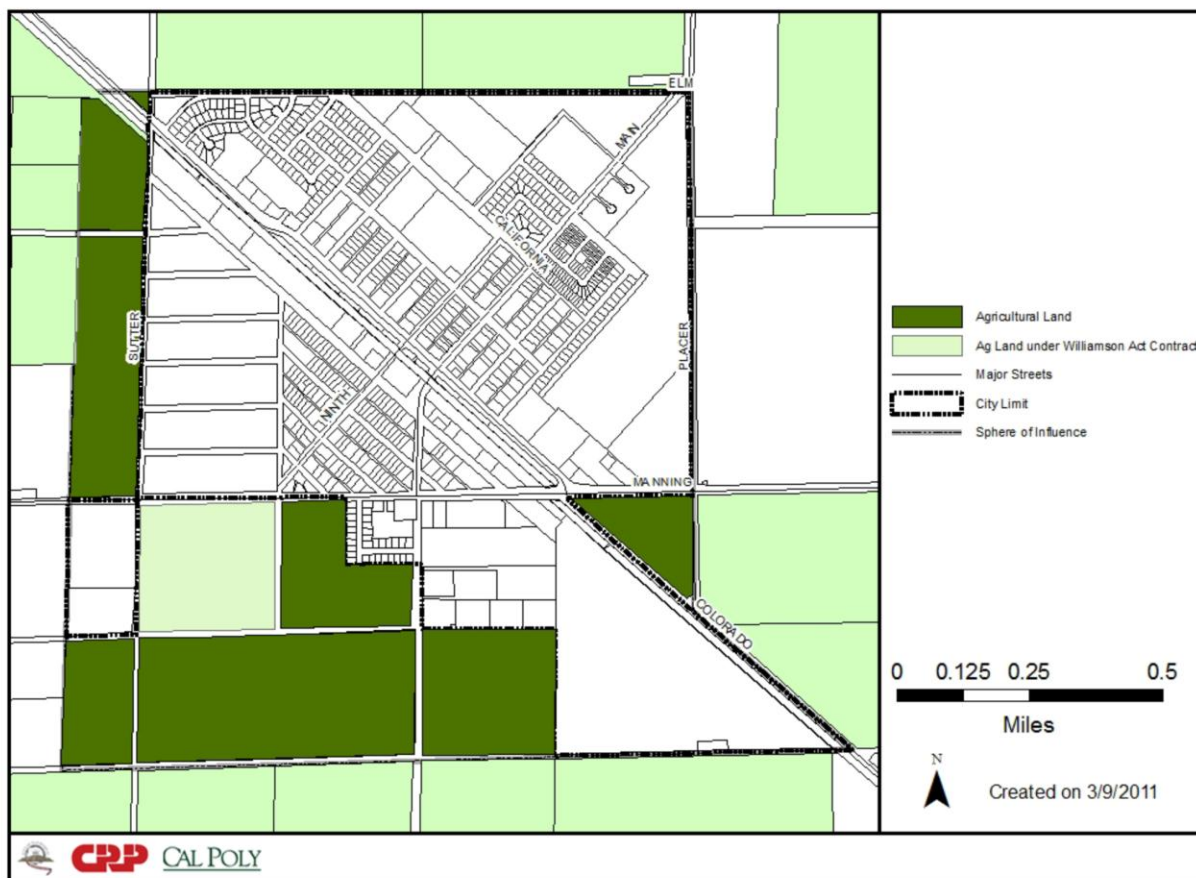 ELM
MAIN
CALIFORNIA
SUTTER
PLACER
NINTH
MANNING
COLORADO
Agricultural Land
Ag Land under Williamson Act Contract
Major Streets
City Limit
Sphere of Influence
0 0.125 0.25 0.5
Miles
N
Created on 3/9/2011
CRP CAL POLY